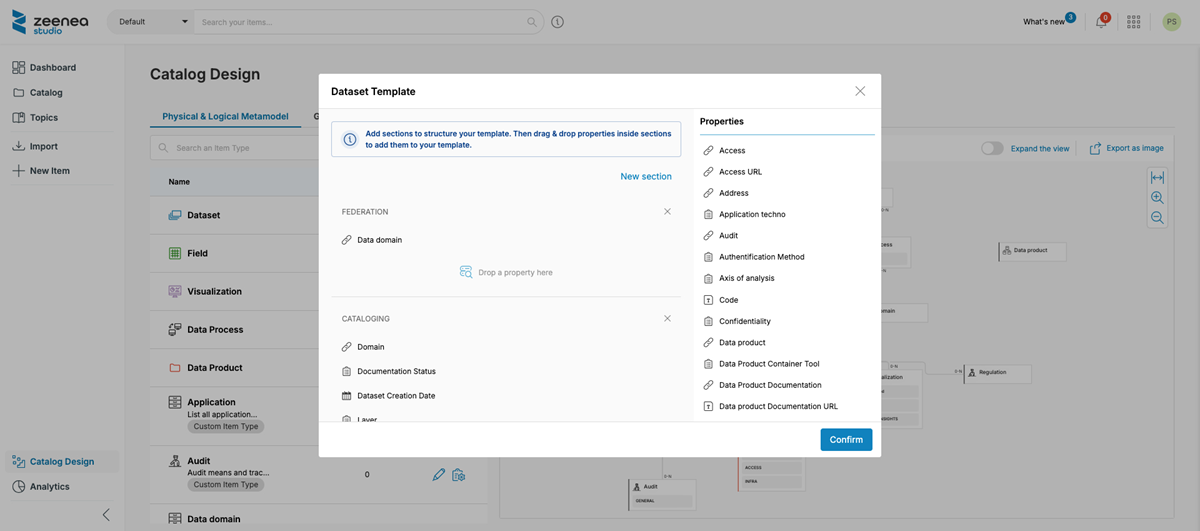 zeenea
studio
Default
Search your items...
What's new
3
0
PS
Dashboard
Catalog
Topics
Import
New Item
Catalog Design
Analytics
Catalog Design
Physical & Logical Metamodel
G
Search an Item Type
Name
Dataset
Field
Visualization
Data Process
Data Product
Application
List all application...
Custom Item Type
Audit
Audit means and trac...
Custom Item Type
0
Data domain
Dataset Template
Add sections to structure your template. Then drag & drop properties inside sections
to add them to your template.
New section
FEDERATION
Data domain
Drop a property here
CATALOGING
Domain
Documentation Status
Dataset Creation Date
Layer
Properties
Access
Access URL
Address
Application techno
Audit
Authentification Method
Axis of analysis
Code
Confidentiality
Data product
Data Product Container Tool
Data Product Documentation
Data product Documentation URL
Confirm
Expand the view
Export as image
Data product
Regulation
0-N
ACCESS
INFRA
0-N
Audit
GENERAL